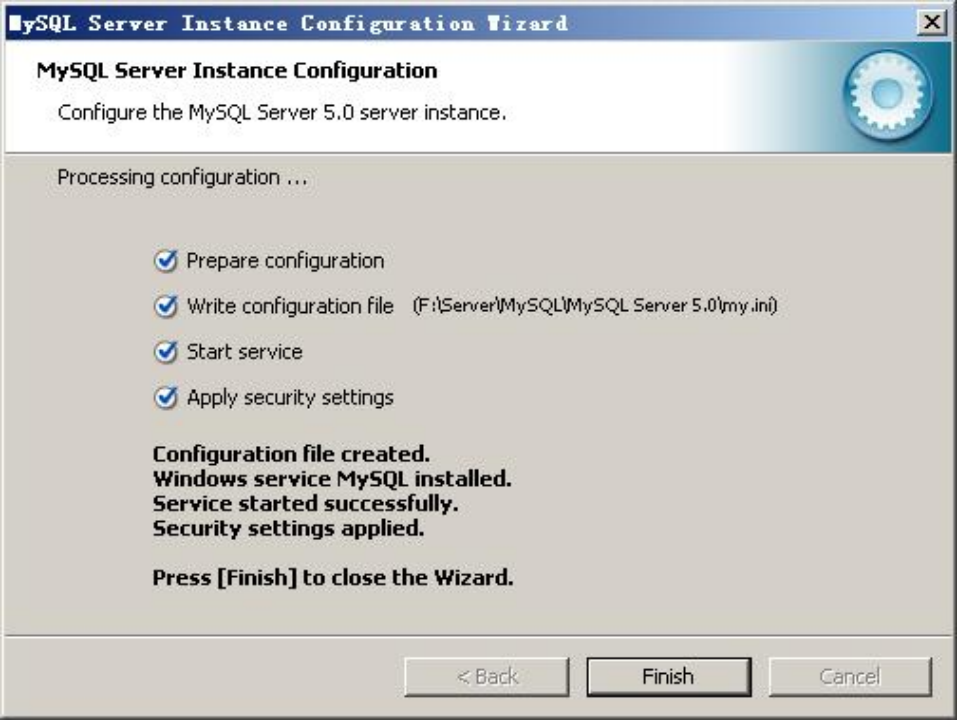 MySQL Server Instance Configuration Wizard
MySQL Server Instance Configuration
Configure the MySQL Server 5.0 server instance.
Processing configuration ...
Prepare configuration
Write configuration file (F:\Server\MySQL\MySQL Server 5.0\my.ini)
Start service
Apply security settings
Configuration file created.
Windows service MySQL installed.
Service started successfully.
Security settings applied.
Press [Finish] to close the Wizard.
< Back Finish Cancel